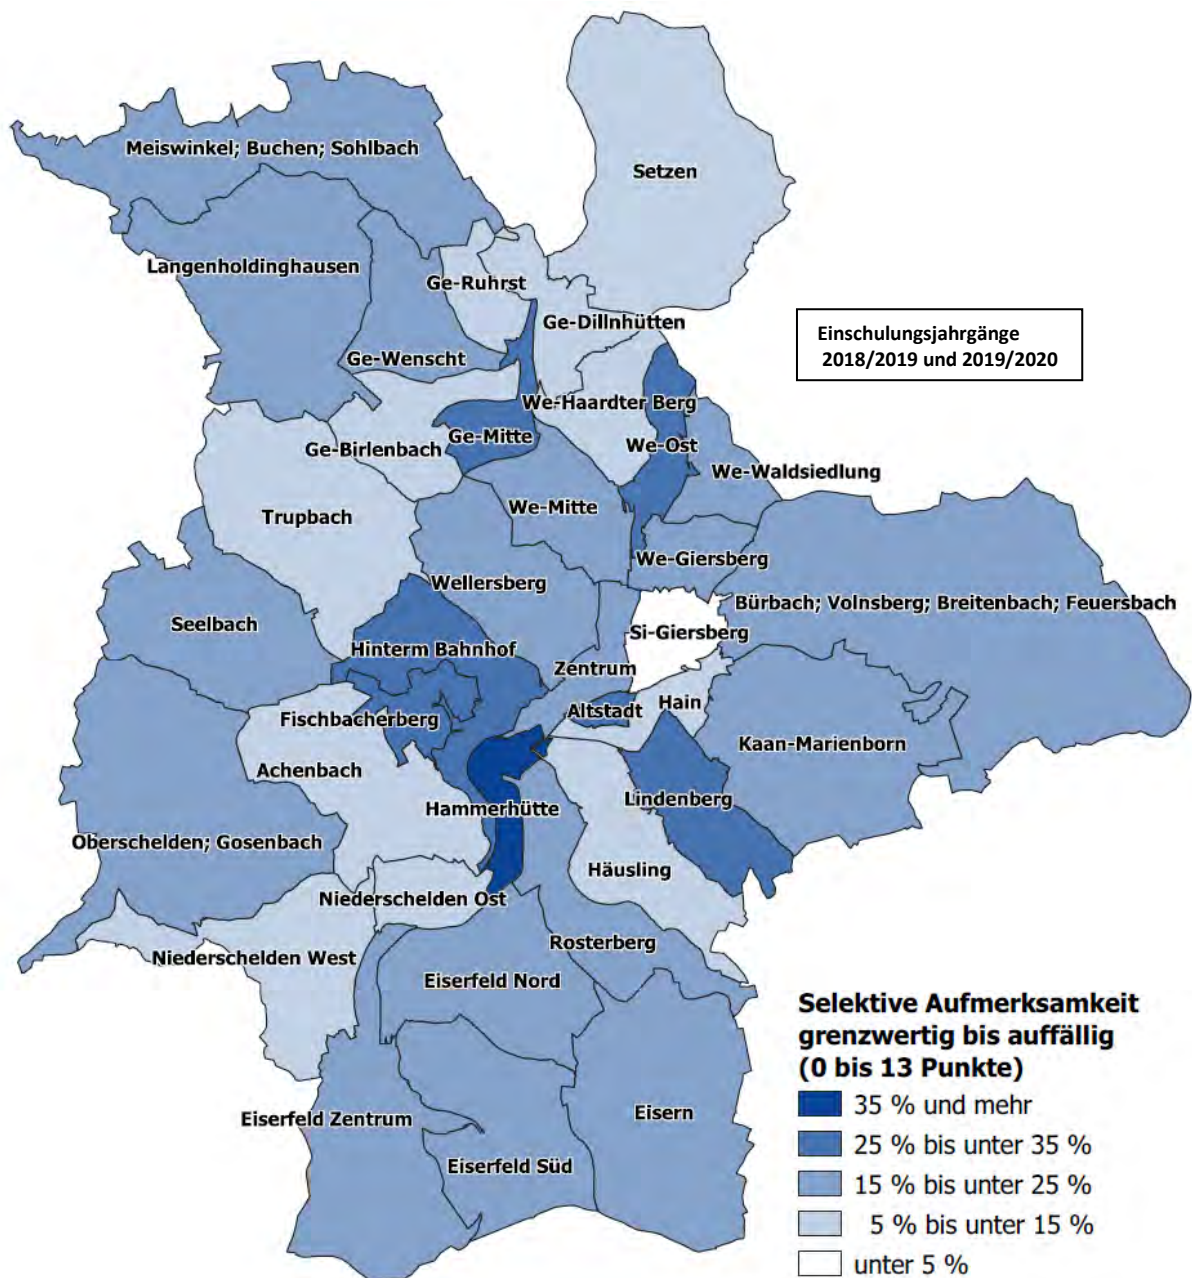 Meiswinkel; Buchen; Sohlbach
Setzen
Langenholdinghausen
Ge-Ruhrst
Ge-Dillnhütten
Einschulungsjahrgänge
2018/2019 und 2019/2020
Ge-Wenscht
We-Haardter Berg
Ge-Mitte
Ge-Birlenbach
We-Ost
We-Waldsiedlung
We-Mitte
Trupbach
We-Giersberg
Wellersberg
Bürbach; Volnsberg; Breitenbach; Feuersbach
Seelbach
Si-Giersberg
Hinterm Bahnhof
Zentrum
Hain
Altstadt
Fischbacherberg
Kaan-Marienborn
Achenbach
Lindenberg
Hammerhütte
Oberschelden; Gosenbach
Häusling
Niederschelden Ost
Rosterberg
Niederschelden West
Eiserfeld Nord
Eiserfeld Zentrum
Eisern
Eiserfeld Süd
Selektive Aufmerksamkeit
grenzwertig bis auffällig
(0 bis 13 Punkte)
35 % und mehr
25 % bis unter 35 %
15 % bis unter 25 %
5 % bis unter 15 %
unter 5 %